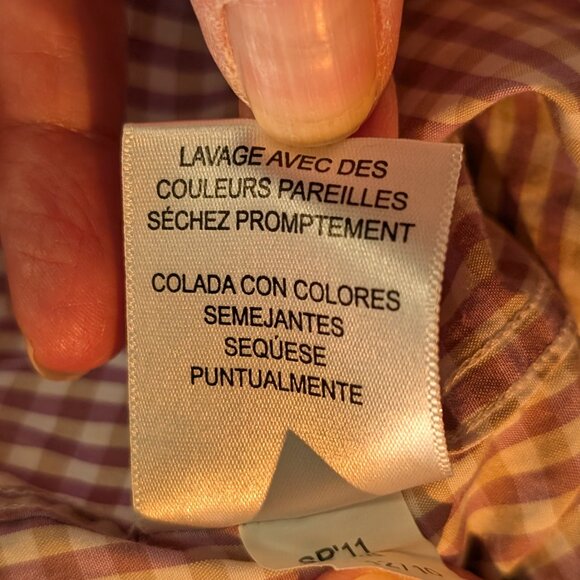 LAVAGE AVEC DES
COULEURS PAREILLES
SÉCHEZ PROMPTEMENT
COLADA CON COLORES
SEMEJANTES
SEQÚESE
PUNTUALMENTE
SP'11